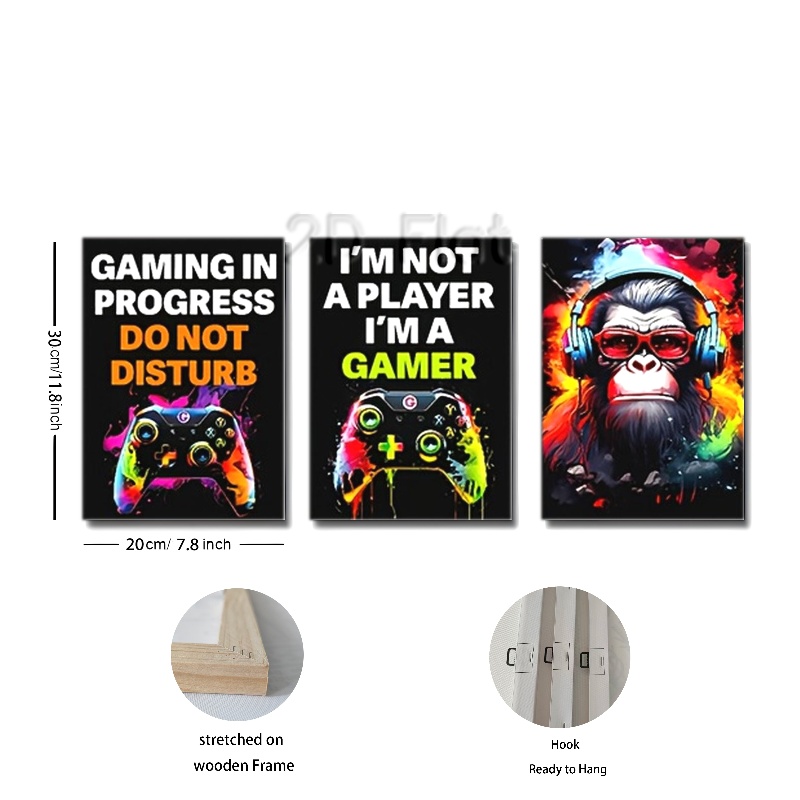 2D Flat
GAMING IN
PROGRESS
DO NOT
DISTURB
G
I'M NOT
A PLAYER
I'M A
GAMER
G
30cm/11.8inch
20cm/ 7.8 inch
stretched on
wooden Frame
Hook
Ready to Hang